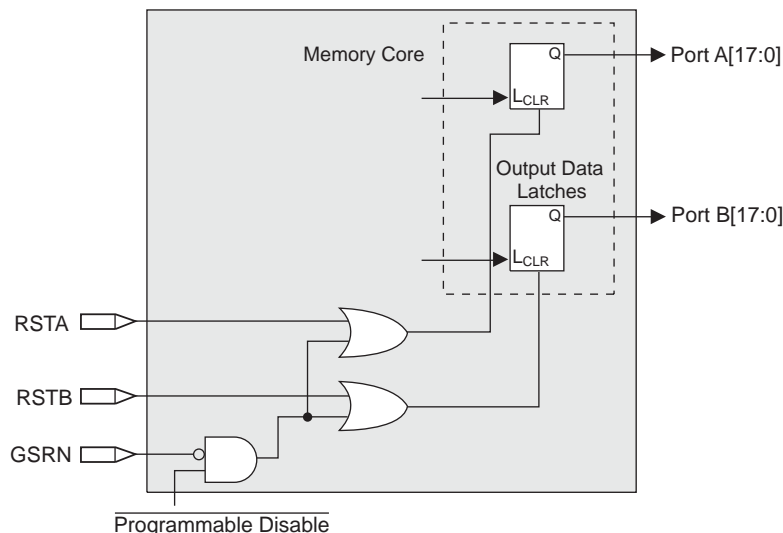 Memory Core
Q
Port A[17:0]
LCLR
Output Data
Latches
Q
Port B[17:0]
LCLR
RSTA
RSTB
GSRN
Programmable Disable